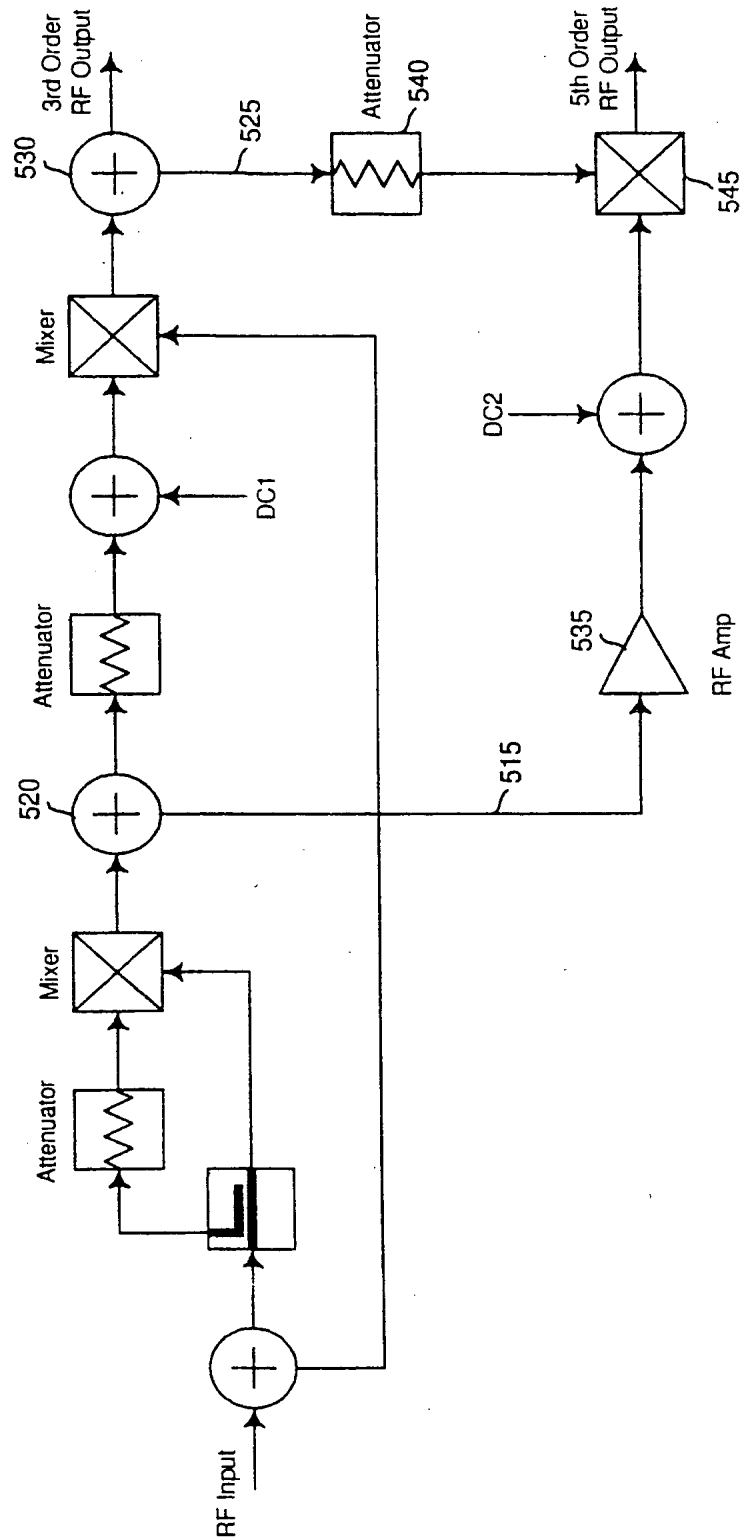 RF Input
Attenuator
Mixer
520
Attenuator
DC1
Mixer
530
3rd Order
RF Output
525
Attenuator
540
515
535
RF Amp
DC2
5th Order
RF Output
545